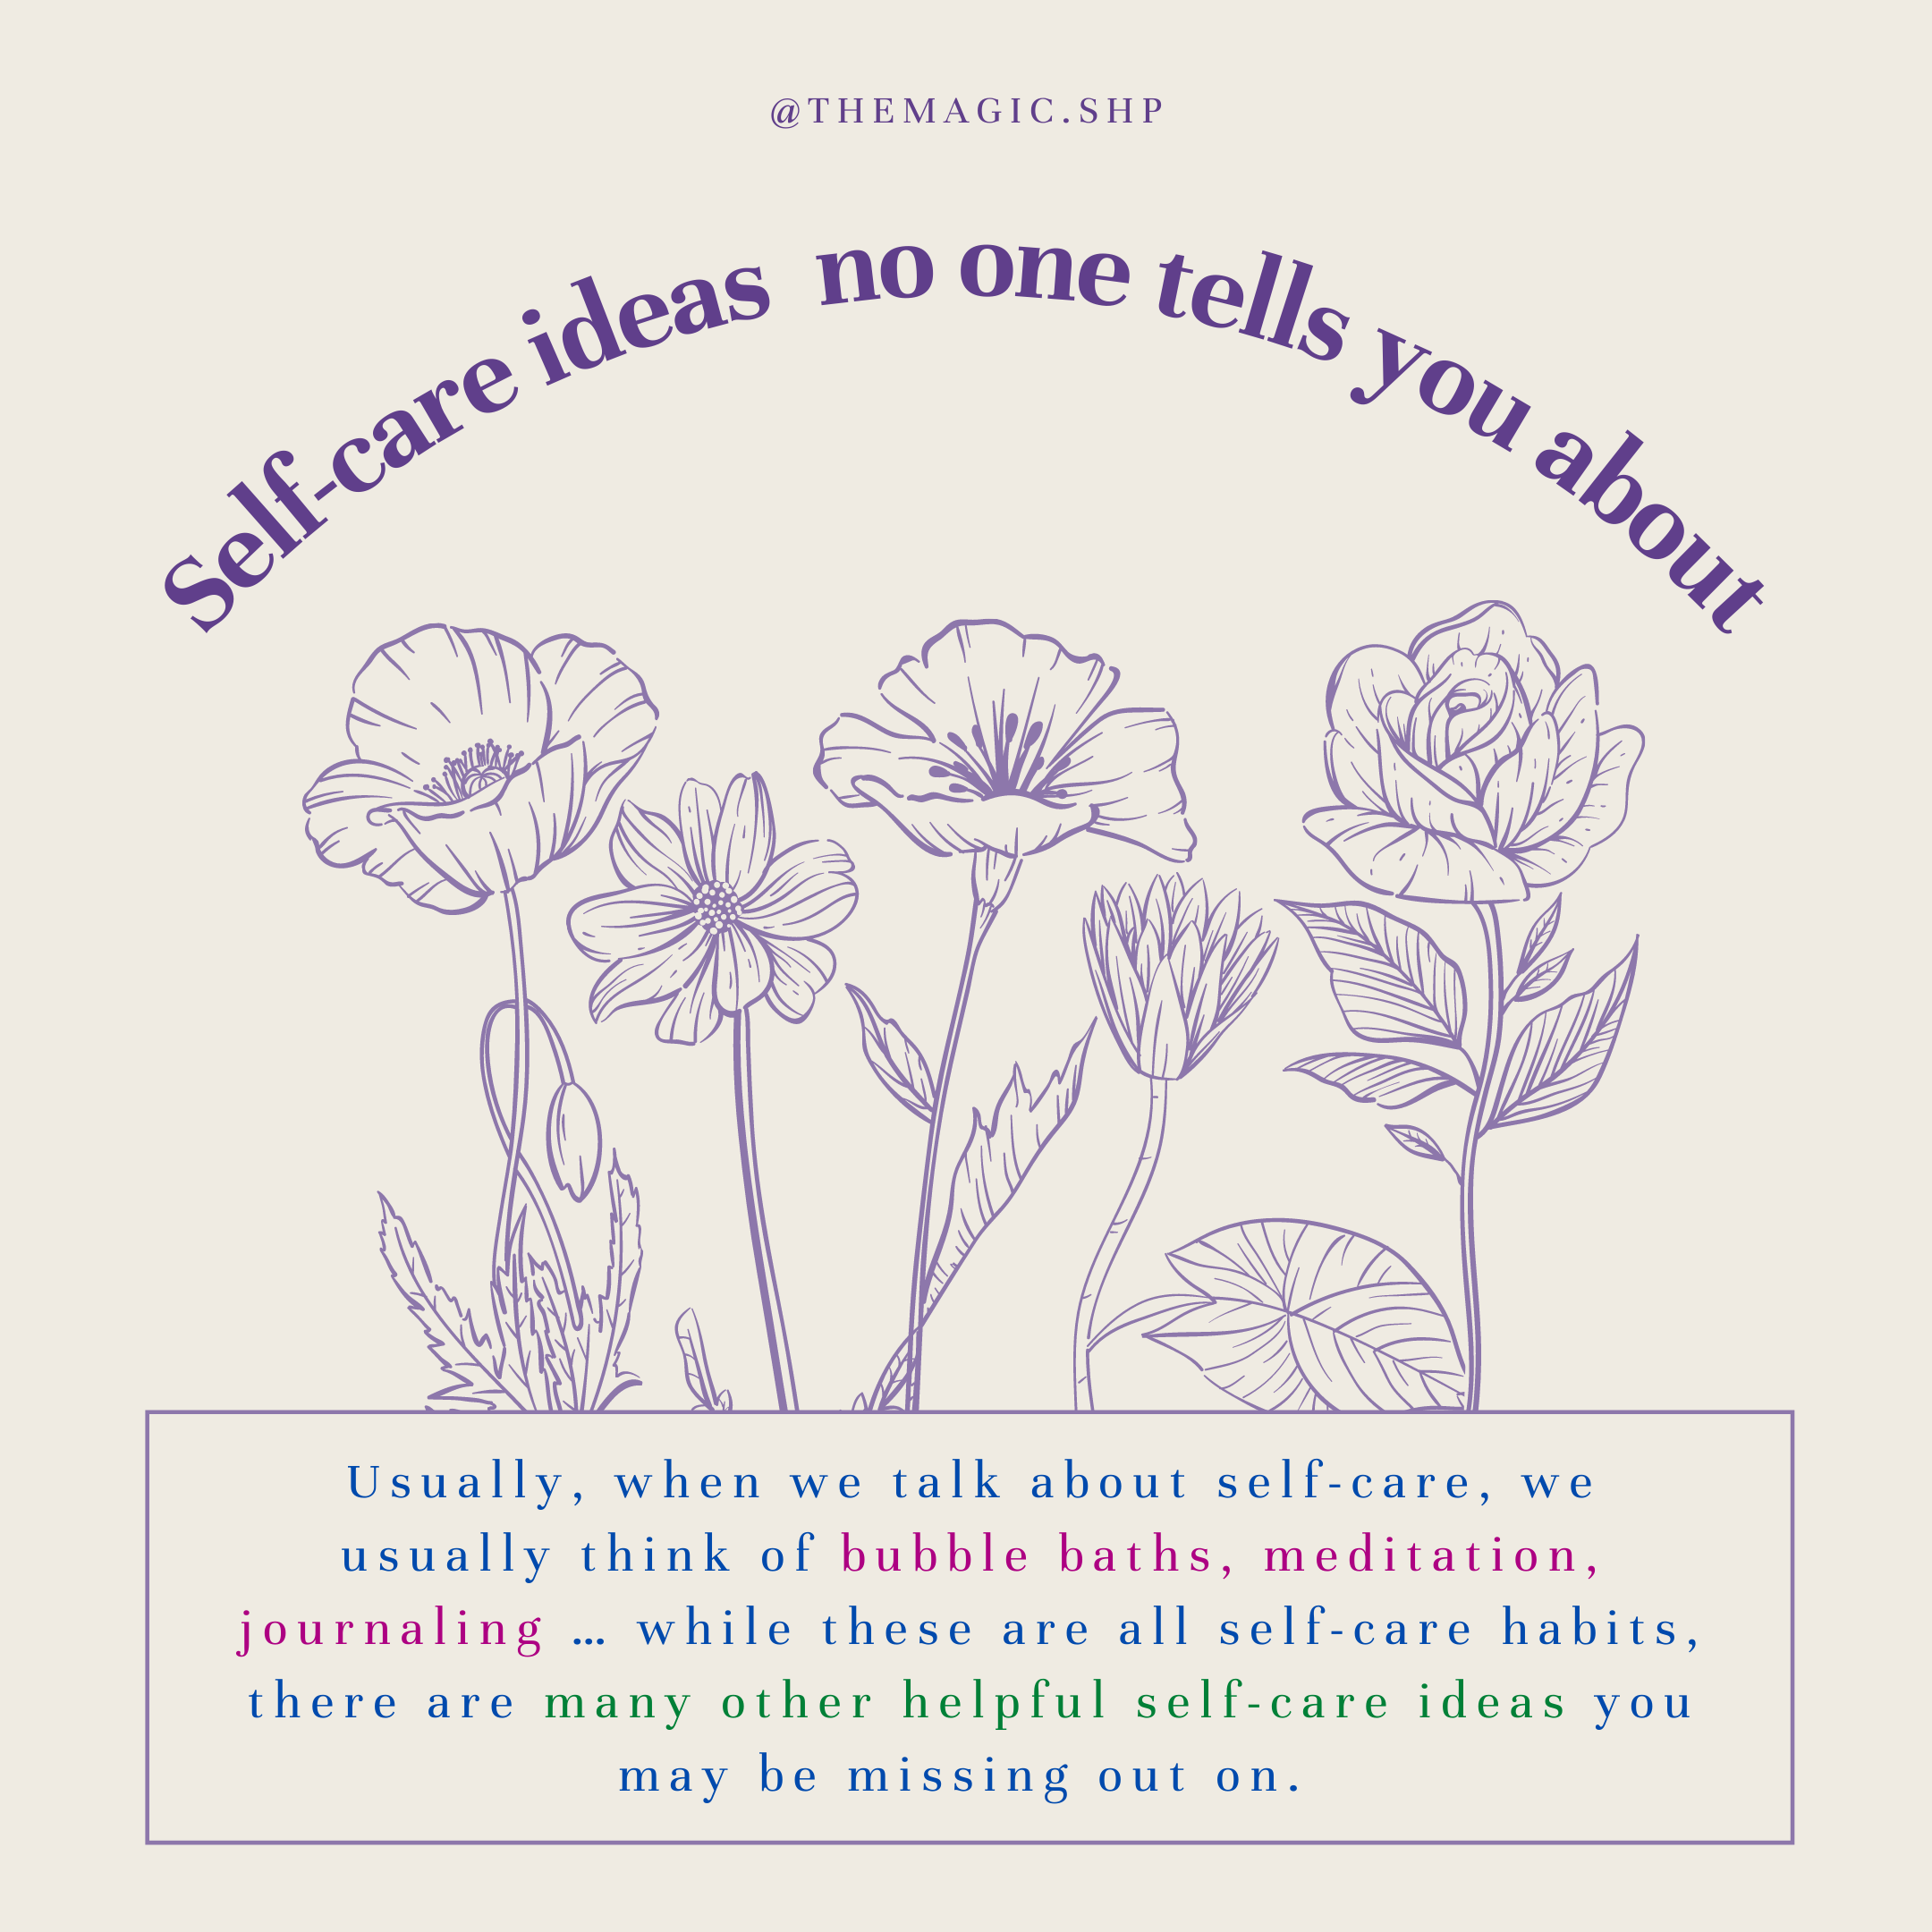 @THEMAGIC.SHP
Self-care ideas no one tells you about
Usually, when we talk about self-care, we
usually think of bubble baths, meditation,
journaling ... while these are all self-care habits,
there are many other helpful self-care ideas you
may be missing out on.